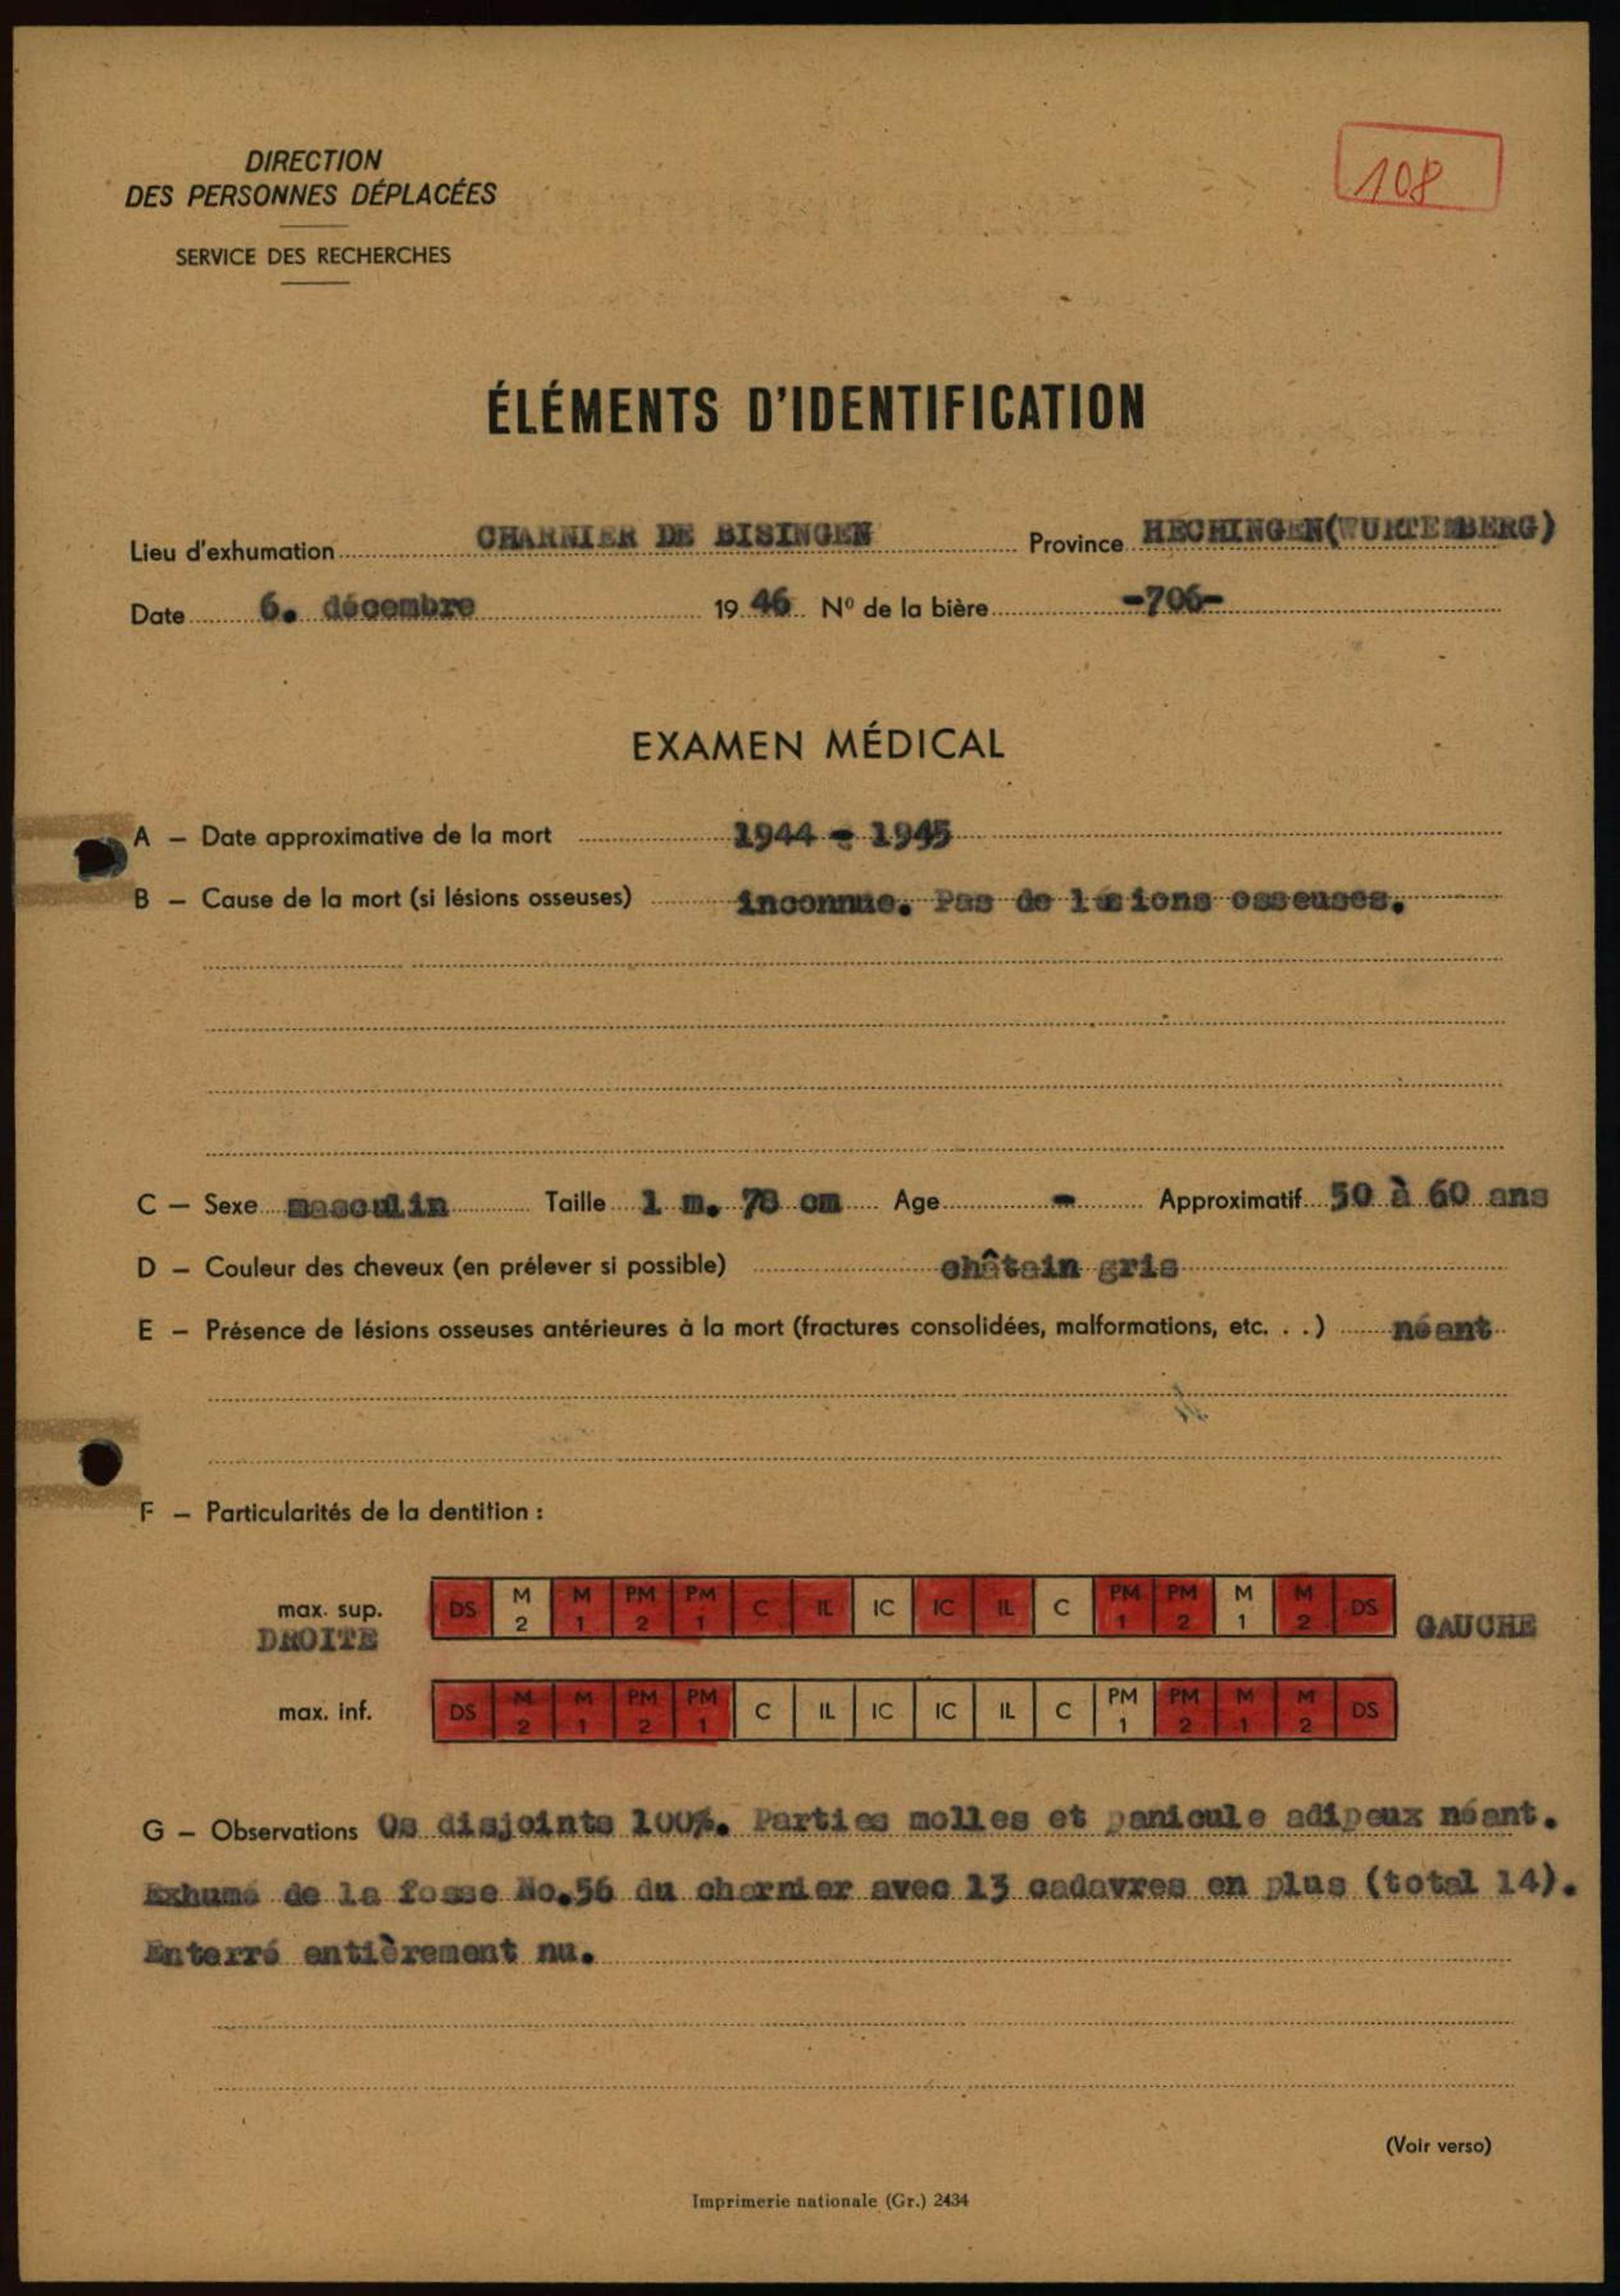 DIRECTION
DES PERSONNES DÉPLACÉES
SERVICE DES RECHERCHES
108
ÉLÉMENTS D'IDENTIFICATION
Lieu d'exhumation CHARNIER DE BISINGEN Province HECHINGEN(WURTEMBERG)
Date 6. décembre 19 46 Nº de la bière -706-
EXAMEN MÉDICAL
A – Date approximative de la mort 1944 - 1945
B – Cause de la mort (si lésions osseuses) inconnue. Pas de lésions osseuses.
C – Sexe masculin Taille 1 m. 78 cm Age - Approximatif 50 à 60 ans
D – Couleur des cheveux (en prélever si possible) châtain gris
E – Présence de lésions osseuses antérieures à la mort (fractures consolidées, malformations, etc. . .) néant
F – Particularités de la dentition :
max. sup. DS M 2 M 1 PM 2 PM 1 C IL IC IC IL C PM 1 PM 2 M 1 M 2 DS
DROITE GAUCHE
max. inf. DS M 2 M 1 PM 2 PM 1 C IL IC IC IL C PM 1 PM 2 M 1 M 2 DS
G – Observations Os disjoints 100%. Parties molles et panicule adipeux néant.
Exhumé de la fosse No.56 du charnier avec 13 cadavres en plus (total 14).
Enterré entièrement nu.
(Voir verso)
Imprimerie nationale (Gr.) 2434